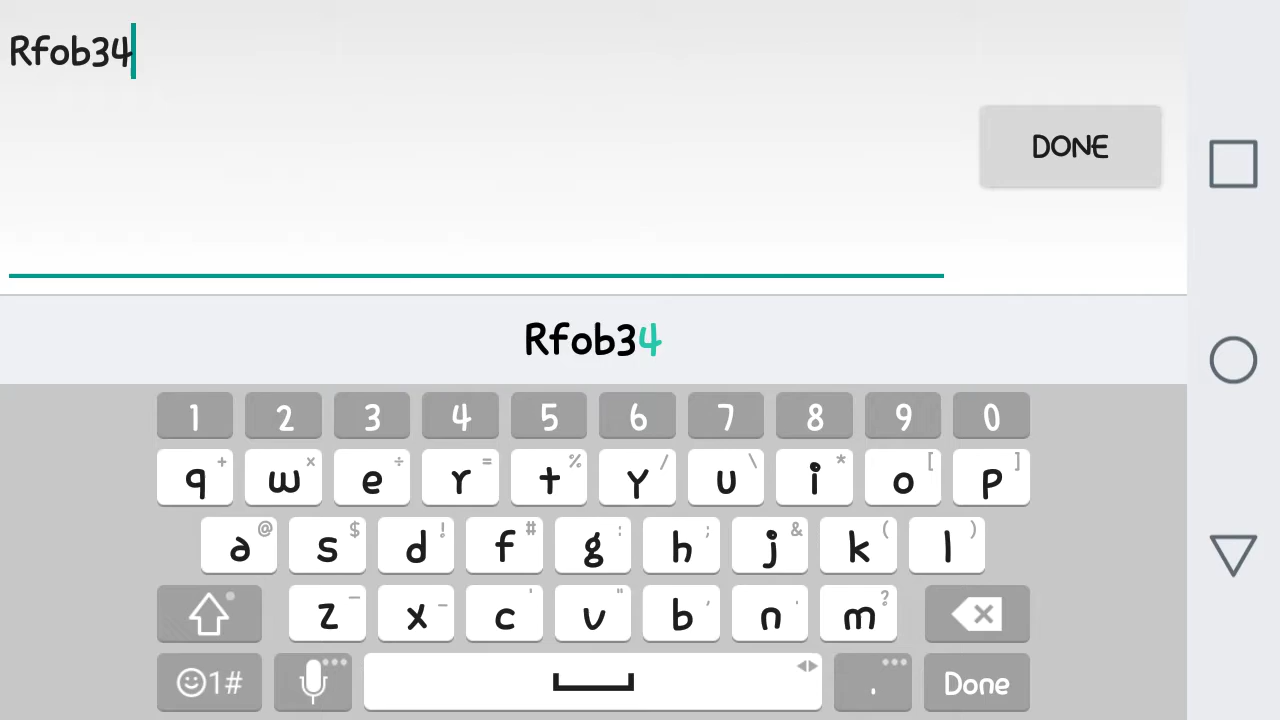 Rfob34
DONE
Rfob34
1 2 3 4 5 6 7 8 9 0
q + w × e ÷ r = t % y / u \ i * o [ p ]
a @ s $ d ! f # g : h ; j & k ( l )
z – x - c ' v " b , n . m ?
1# ... ... . Done